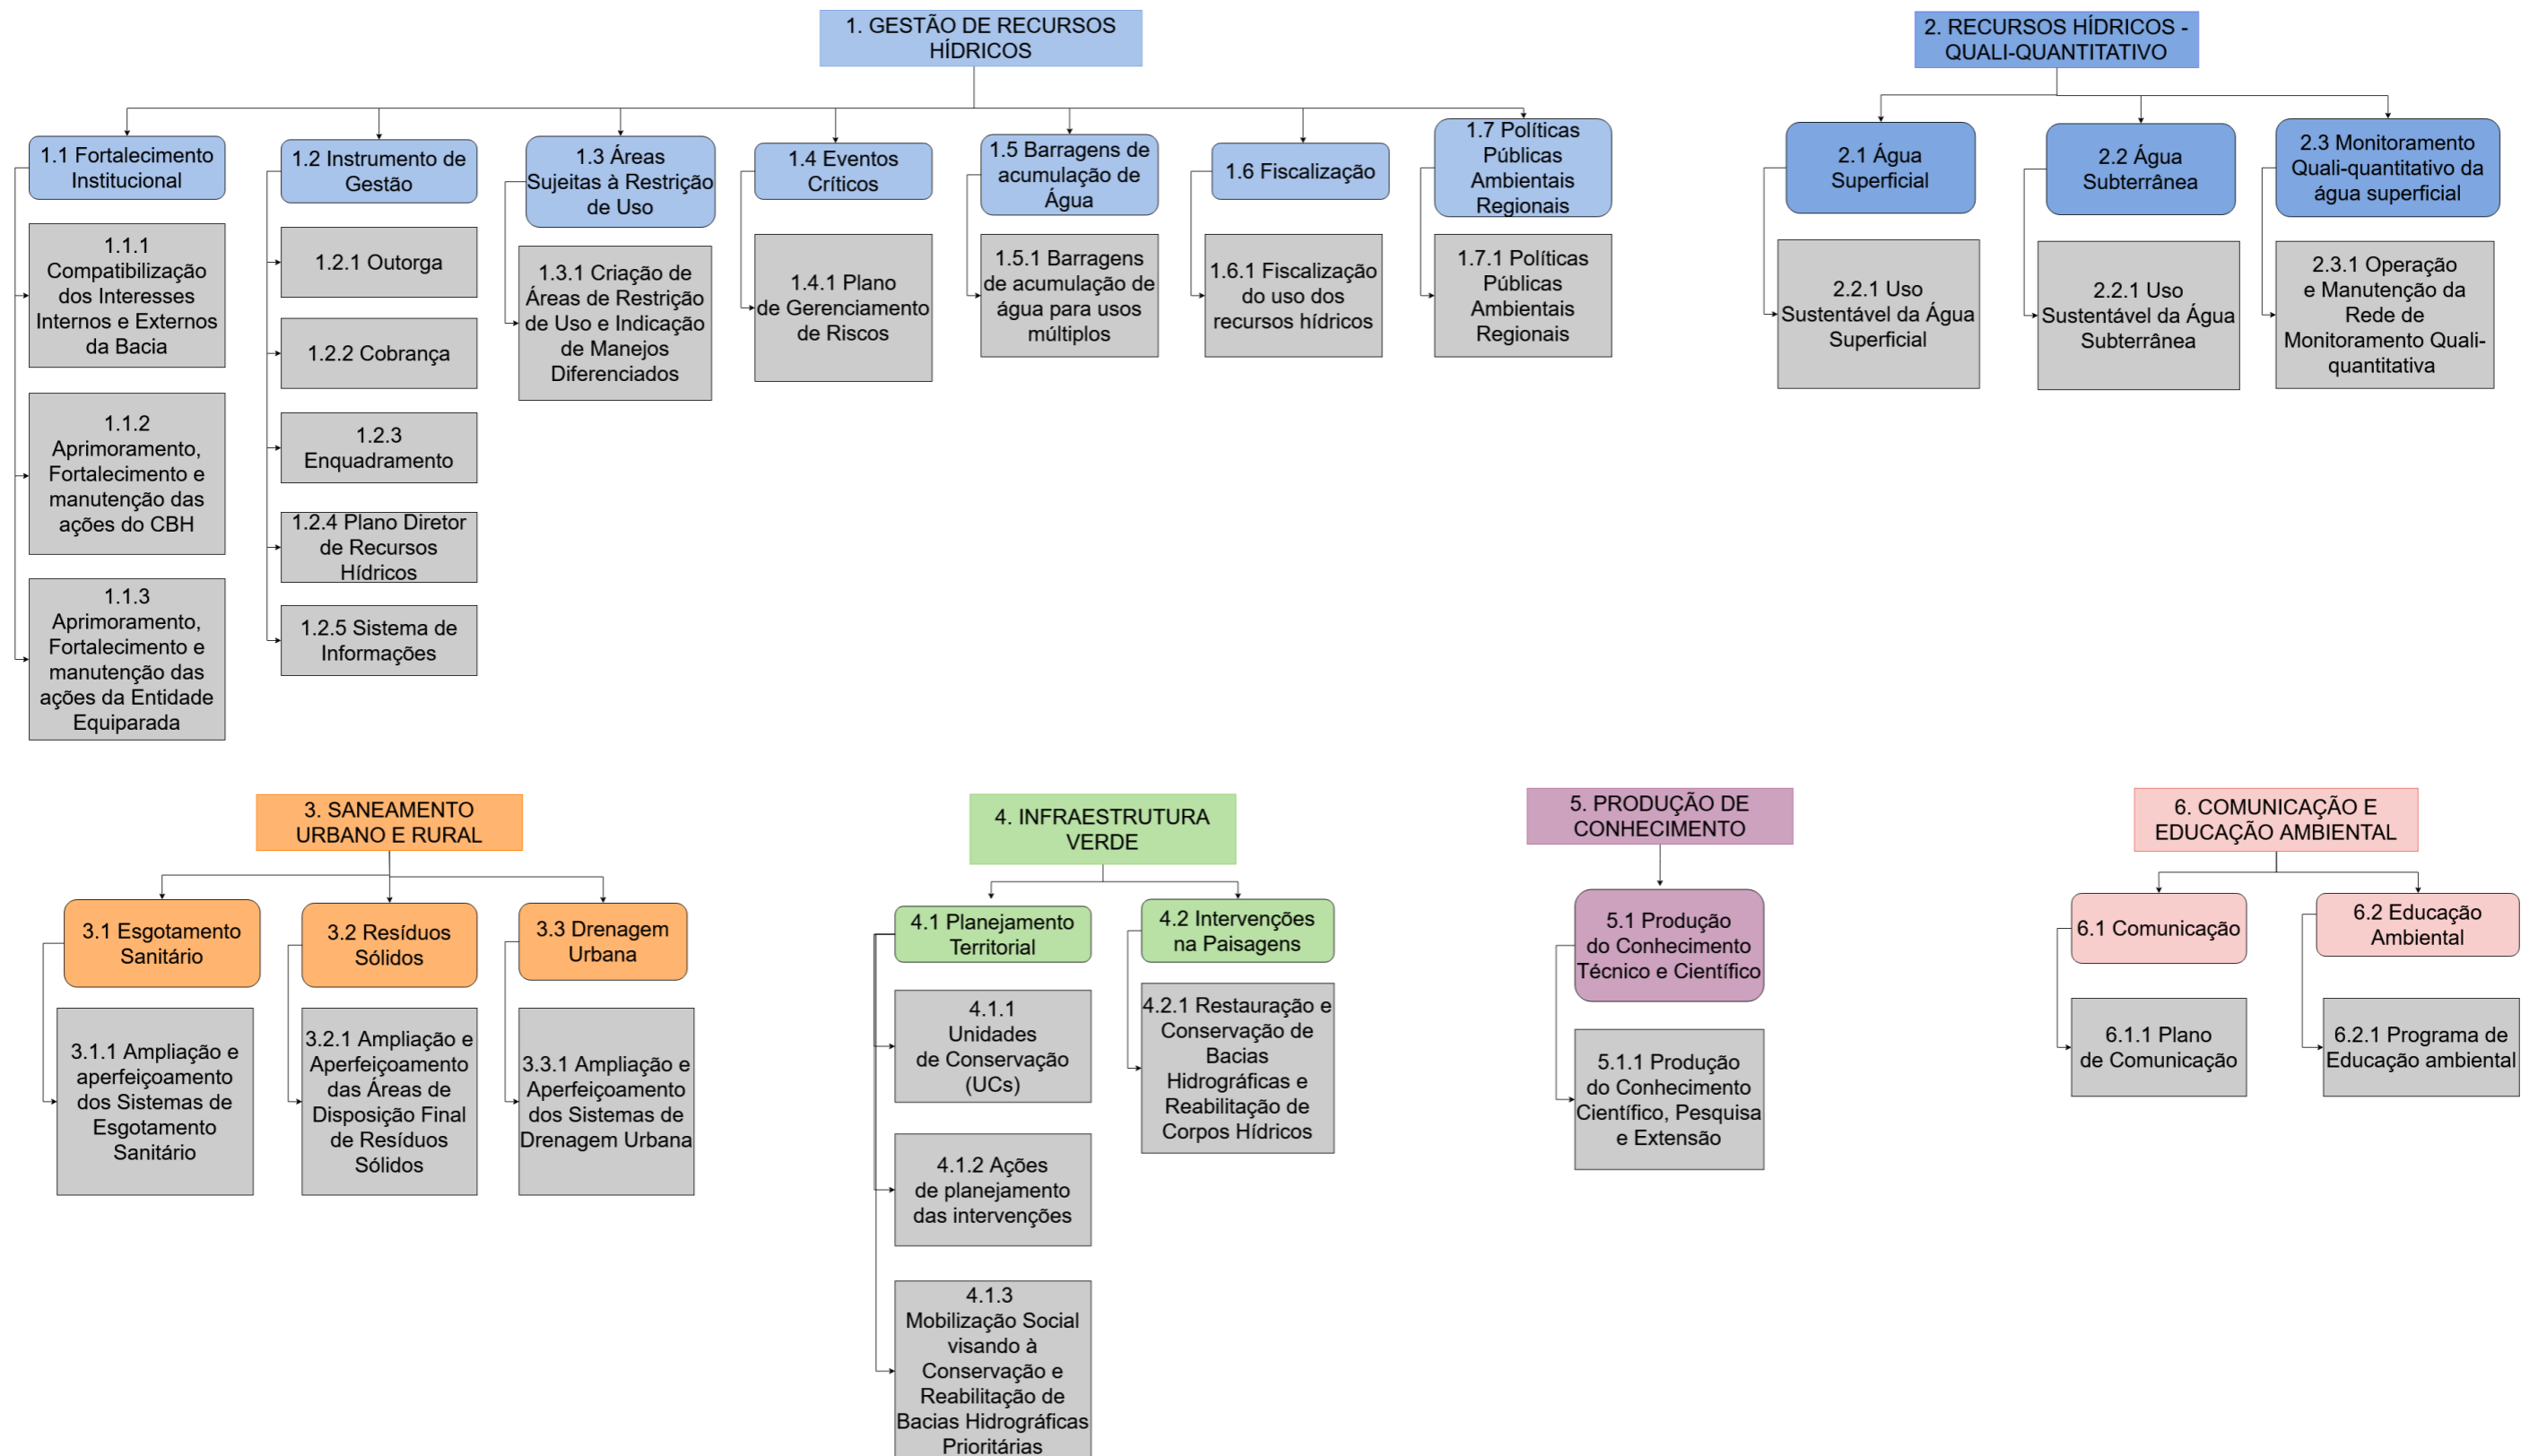 1. GESTÃO DE RECURSOS
HÍDRICOS
2. RECURSOS HÍDRICOS -
QUALI-QUANTITATIVO
1.1 Fortalecimento
Institucional
1.2 Instrumento de
Gestão
1.3 Áreas
Sujeitas à Restrição
de Uso
1.4 Eventos
Críticos
1.5 Barragens de
acumulação de
Água
1.6 Fiscalização
1.7 Políticas
Públicas
Ambientais
Regionais
2.1 Água
Superficial
2.2 Água
Subterrânea
2.3 Monitoramento
Quali-quantitativo da
água superficial
1.1.1
Compatibilização
dos Interesses
Internos e Externos
da Bacia
1.1.2
Aprimoramento,
Fortalecimento e
manutenção das
ações do CBH
1.1.3
Aprimoramento,
Fortalecimento e
manutenção das
ações da Entidade
Equiparada
1.2.1 Outorga
1.2.2 Cobrança
1.2.3
Enquadramento
1.2.4 Plano Diretor
de Recursos
Hídricos
1.2.5 Sistema de
Informações
1.3.1 Criação de
Áreas de Restrição
de Uso e Indicação
de Manejos
Diferenciados
1.4.1 Plano
de Gerenciamento
de Riscos
1.5.1 Barragens
de acumulação de
água para usos
múltiplos
1.6.1 Fiscalização
do uso dos
recursos hídricos
1.7.1 Políticas
Públicas
Ambientais
Regionais
2.2.1 Uso
Sustentável da Água
Superficial
2.2.1 Uso
Sustentável da Água
Subterrânea
2.3.1 Operação
e Manutenção da
Rede de
Monitoramento Quali-
quantitativa
3. SANEAMENTO
URBANO E RURAL
4. INFRAESTRUTURA
VERDE
5. PRODUÇÃO DE
CONHECIMENTO
6. COMUNICAÇÃO E
EDUCAÇÃO AMBIENTAL
3.1 Esgotamento
Sanitário
3.2 Resíduos
Sólidos
3.3 Drenagem
Urbana
4.1 Planejamento
Territorial
4.2 Intervenções
na Paisagens
5.1 Produção
do Conhecimento
Técnico e Científico
6.1 Comunicação
6.2 Educação
Ambiental
3.1.1 Ampliação e
aperfeiçoamento
dos Sistemas de
Esgotamento
Sanitário
3.2.1 Ampliação e
Aperfeiçoamento
das Áreas de
Disposição Final
de Resíduos
Sólidos
3.3.1 Ampliação e
Aperfeiçoamento
dos Sistemas de
Drenagem Urbana
4.1.1
Unidades
de Conservação
(UCs)
4.1.2 Ações
de planejamento
das intervenções
4.1.3
Mobilização Social
visando à
Conservação e
Reabilitação de
Bacias Hidrográficas
Prioritárias
4.2.1 Restauração e
Conservação de
Bacias
Hidrográficas e
Reabilitação de
Corpos Hídricos
5.1.1 Produção
do Conhecimento
Científico, Pesquisa
e Extensão
6.1.1 Plano
de Comunicação
6.2.1 Programa de
Educação ambiental